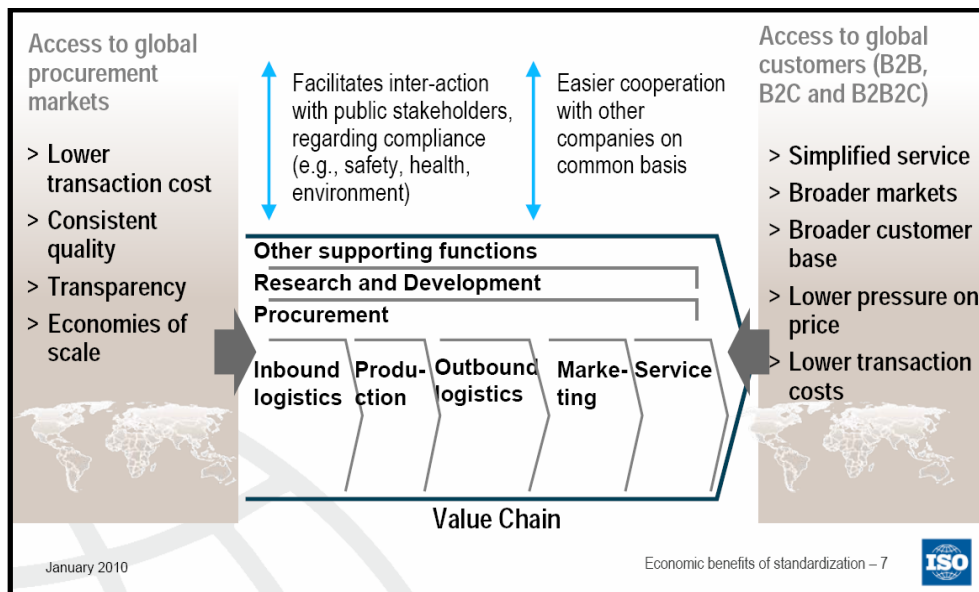 Access to global
procurement
markets
> Lower
transaction cost
> Consistent
quality
> Transparency
> Economies of
scale
Facilitates inter-action
with public stakeholders,
regarding compliance
(e.g., safety, health,
environment)
Easier cooperation
with other
companies on
common basis
Access to global
customers (B2B,
B2C and B2B2C)
> Simplified service
> Broader markets
> Broader customer
base
> Lower pressure on
price
> Lower transaction
costs
Other supporting functions
Research and Development
Procurement
Inbound
logistics
Produ-
ction
Outbound
logistics
Marke-
ting
Service
Value Chain
January 2010
Economic benefits of standardization – 7
ISO